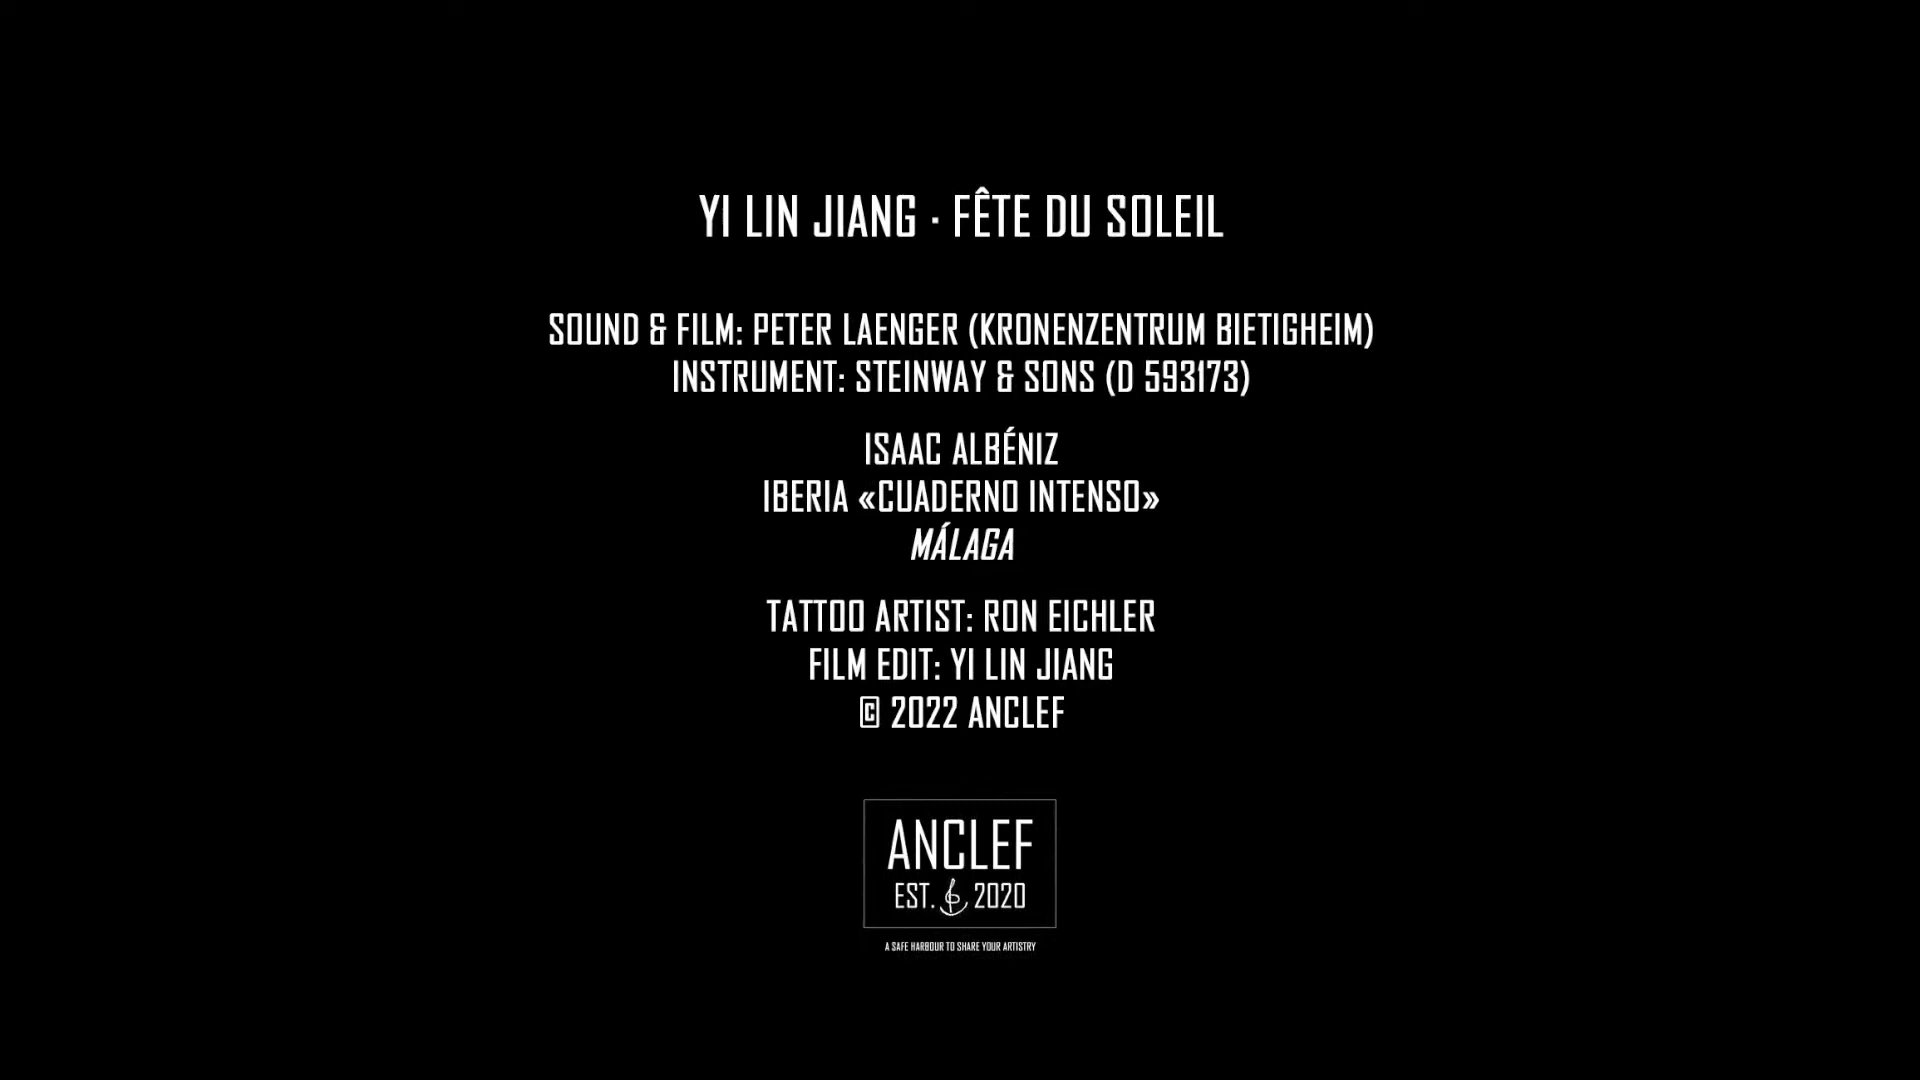 YI LIN JIANG · FÊTE DU SOLEIL
SOUND & FILM: PETER LAENGER (KRONENZENTRUM BIETIGHEIM)
INSTRUMENT: STEINWAY & SONS (D 593173)
ISAAC ALBÉNIZ
IBERIA «CUADERNO INTENSO»
MÁLAGA
TATTOO ARTIST: RON EICHLER
FILM EDIT: YI LIN JIANG
© 2022 ANCLEF
ANCLEF
EST. 2020
A SAFE HARBOUR TO SHARE YOUR ARTISTRY